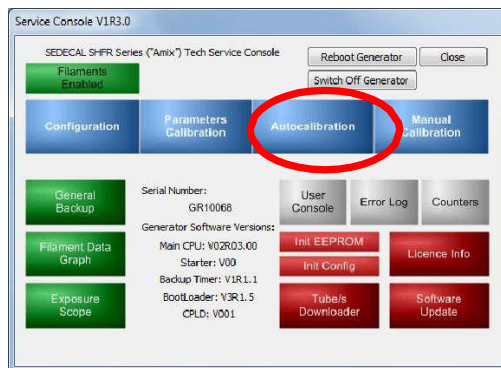 Service Console V1R3.0
SEDECAL SHFR Series ("Amix") Tech Service Console
Reboot Generator
Close
Filaments
Enabled
Switch Off Generator
Configuration
Parameters
Calibration
Autocalibration
Manual
Calibration
General
Backup
Serial Number:
GR10068
User
Console
Error Log
Counters
Generator Software Versions:
Filament Data
Graph
Main CPU: V02R03.00
Starter: V00
Backup Timer: V1R1.1
BootLoader: V3R1.5
CPLD: V001
Init EEPROM
Init Config
Licence Info
Exposure
Scope
Tube/s
Downloader
Software
Update